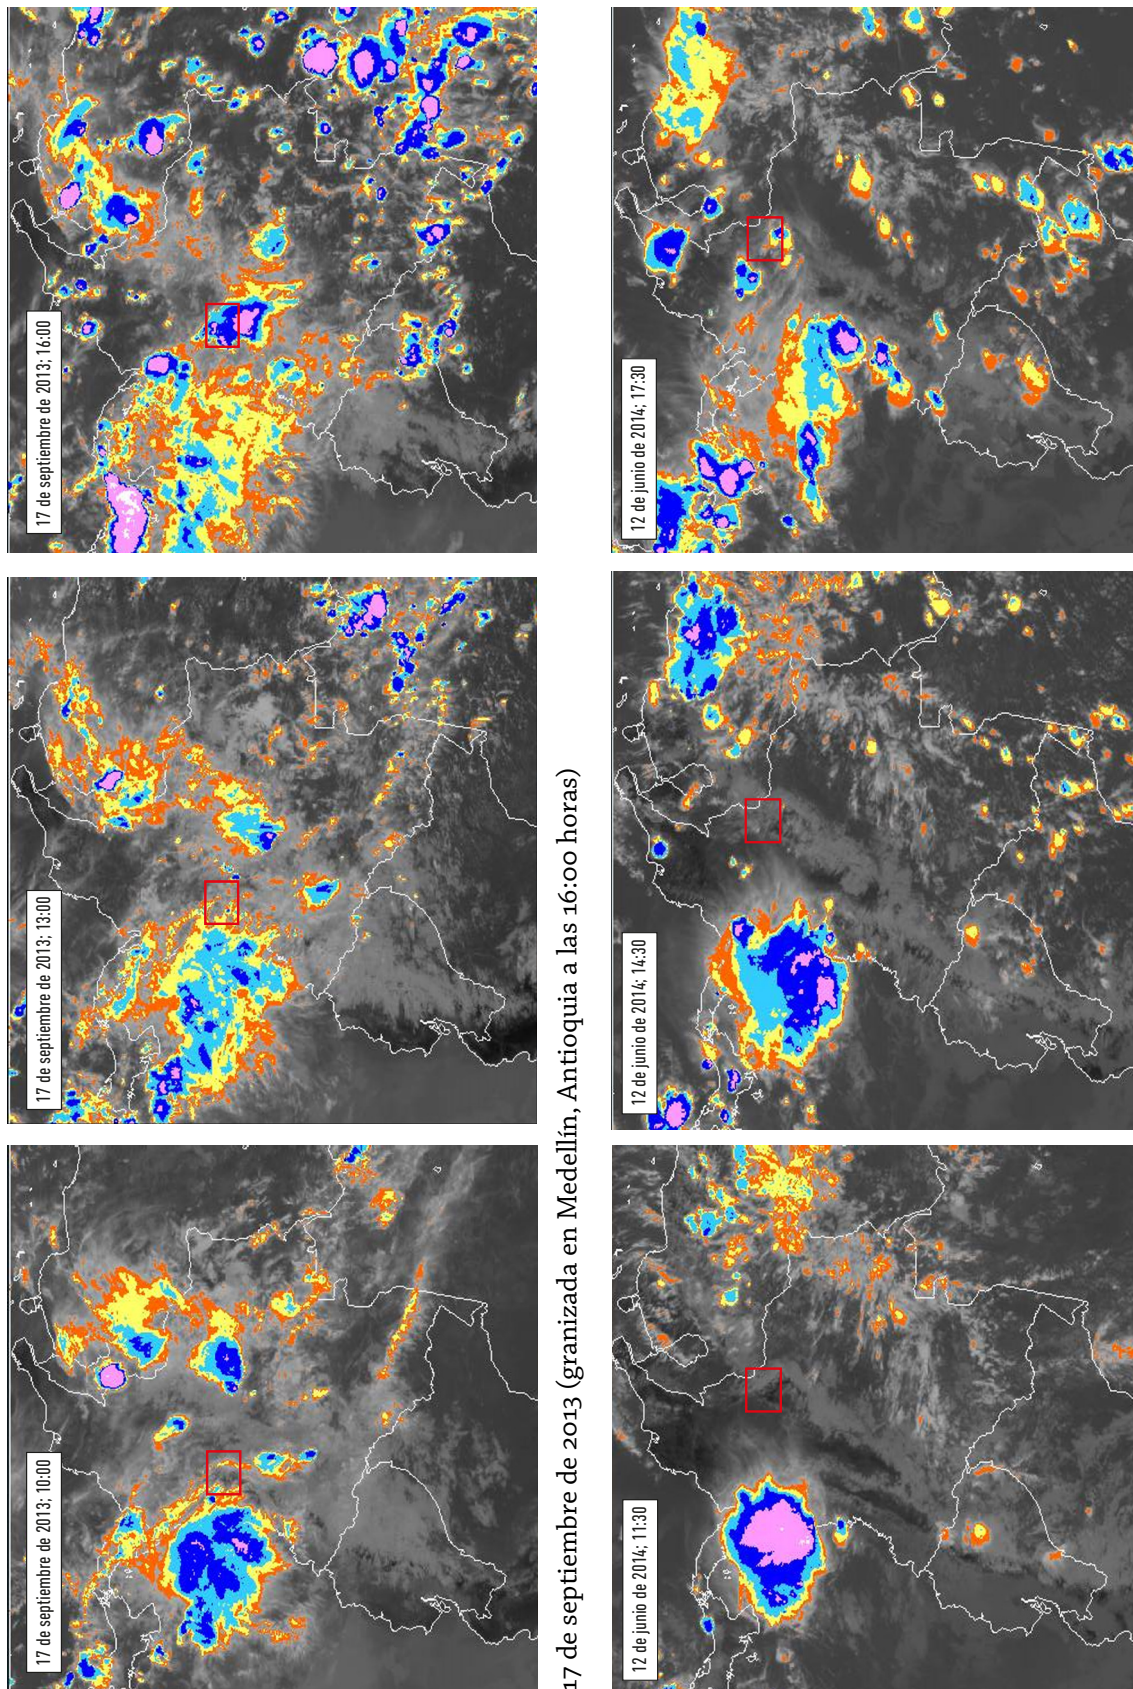 17 de septiembre de 2013; 10:00
17 de septiembre de 2013; 13:00
17 de septiembre de 2013; 16:00
17 de septiembre de 2013 (granizada en Medellín, Antioquia a las 16:00 horas)
12 de junio de 2014; 11:30
12 de junio de 2014; 14:30
12 de junio de 2014; 17:30